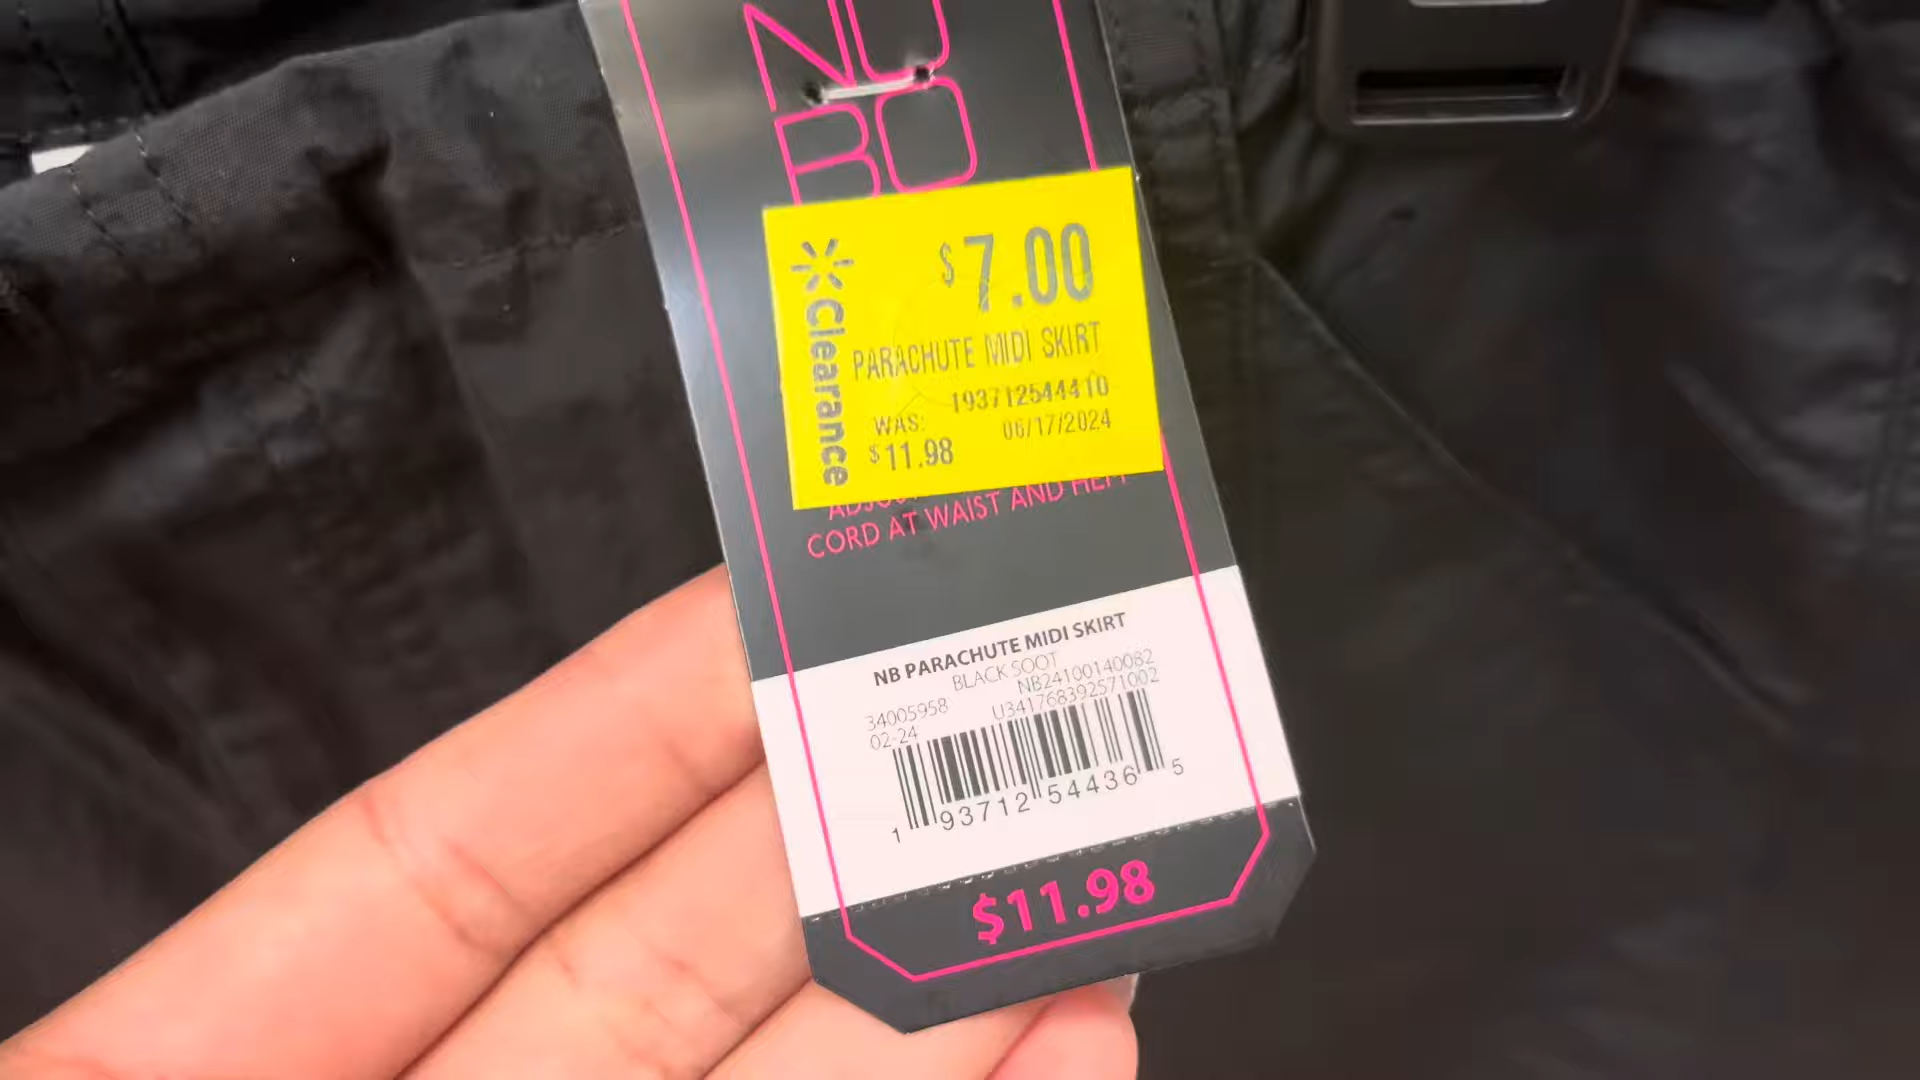 NO
BO
$7.00
Clearance
PARACHUTE MIDI SKIRT
193712544410
WAS: 06/17/2024
$11.98
CORD AT WAIST AND HEM
NB PARACHUTE MIDI SKIRT
BLACK SOOT
34005958 NB24100140082
02-24 U341768392571002
1 93712 54436 5
$11.98